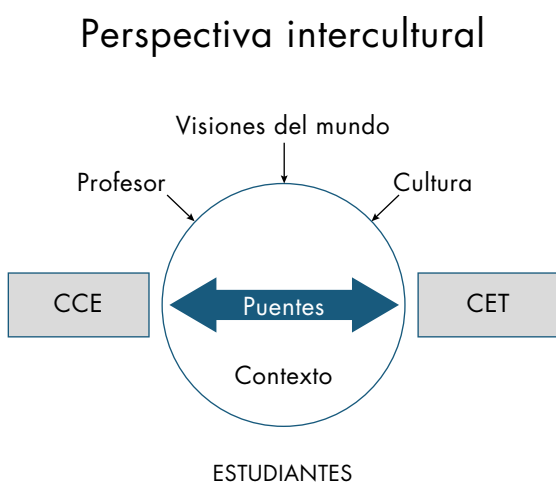 Perspectiva intercultural
Visiones del mundo
Profesor
Cultura
CCE
Puentes
CET
Contexto
ESTUDIANTES